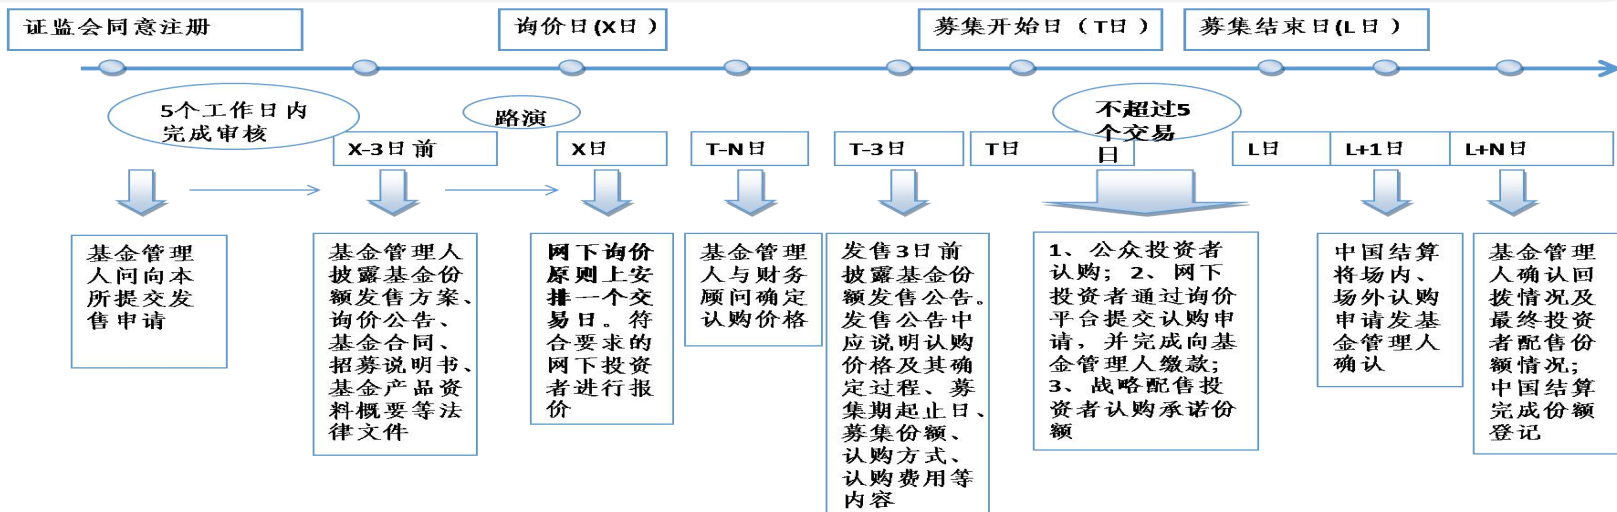 证监会同意注册
询价日(X日)
募集开始日（T日）
募集结束日(L日)
5个工作日内
完成审核
路演
不超过5
个交易
日
X-3日前
X日
T-N日
T-3日
T日
L日
L+1日
L+N日
基金管理
人问向本
所提交发
售申请
基金管理人
披露基金份
额发售方案、
询价公告、
基金合同、
招募说明书、
基金产品资
料概要等法
律文件
网下询价
原则上安
排一个交
易日。符
合要求的
网下投资
者进行报
价
基金管理
人与财务
顾问确定
认购价格
发售3日前
披露基金份
额发售公告。
发售公告中
应说明认购
价格及其确
定过程、募
集期起止日、
募集份额、
认购方式、
认购费用等
内容
1、公众投资者
认购；2、网下
投资者通过询价
平台提交认购申
请，并完成向基
金管理人缴款；
3、战略配售投
资者认购承诺份
额
中国结算
将场内、
场外认购
申请发基
金管理人
确认
基金管理
人确认回
拨情况及
最终投资
者配售份
额情况；
中国结算
完成份额
登记